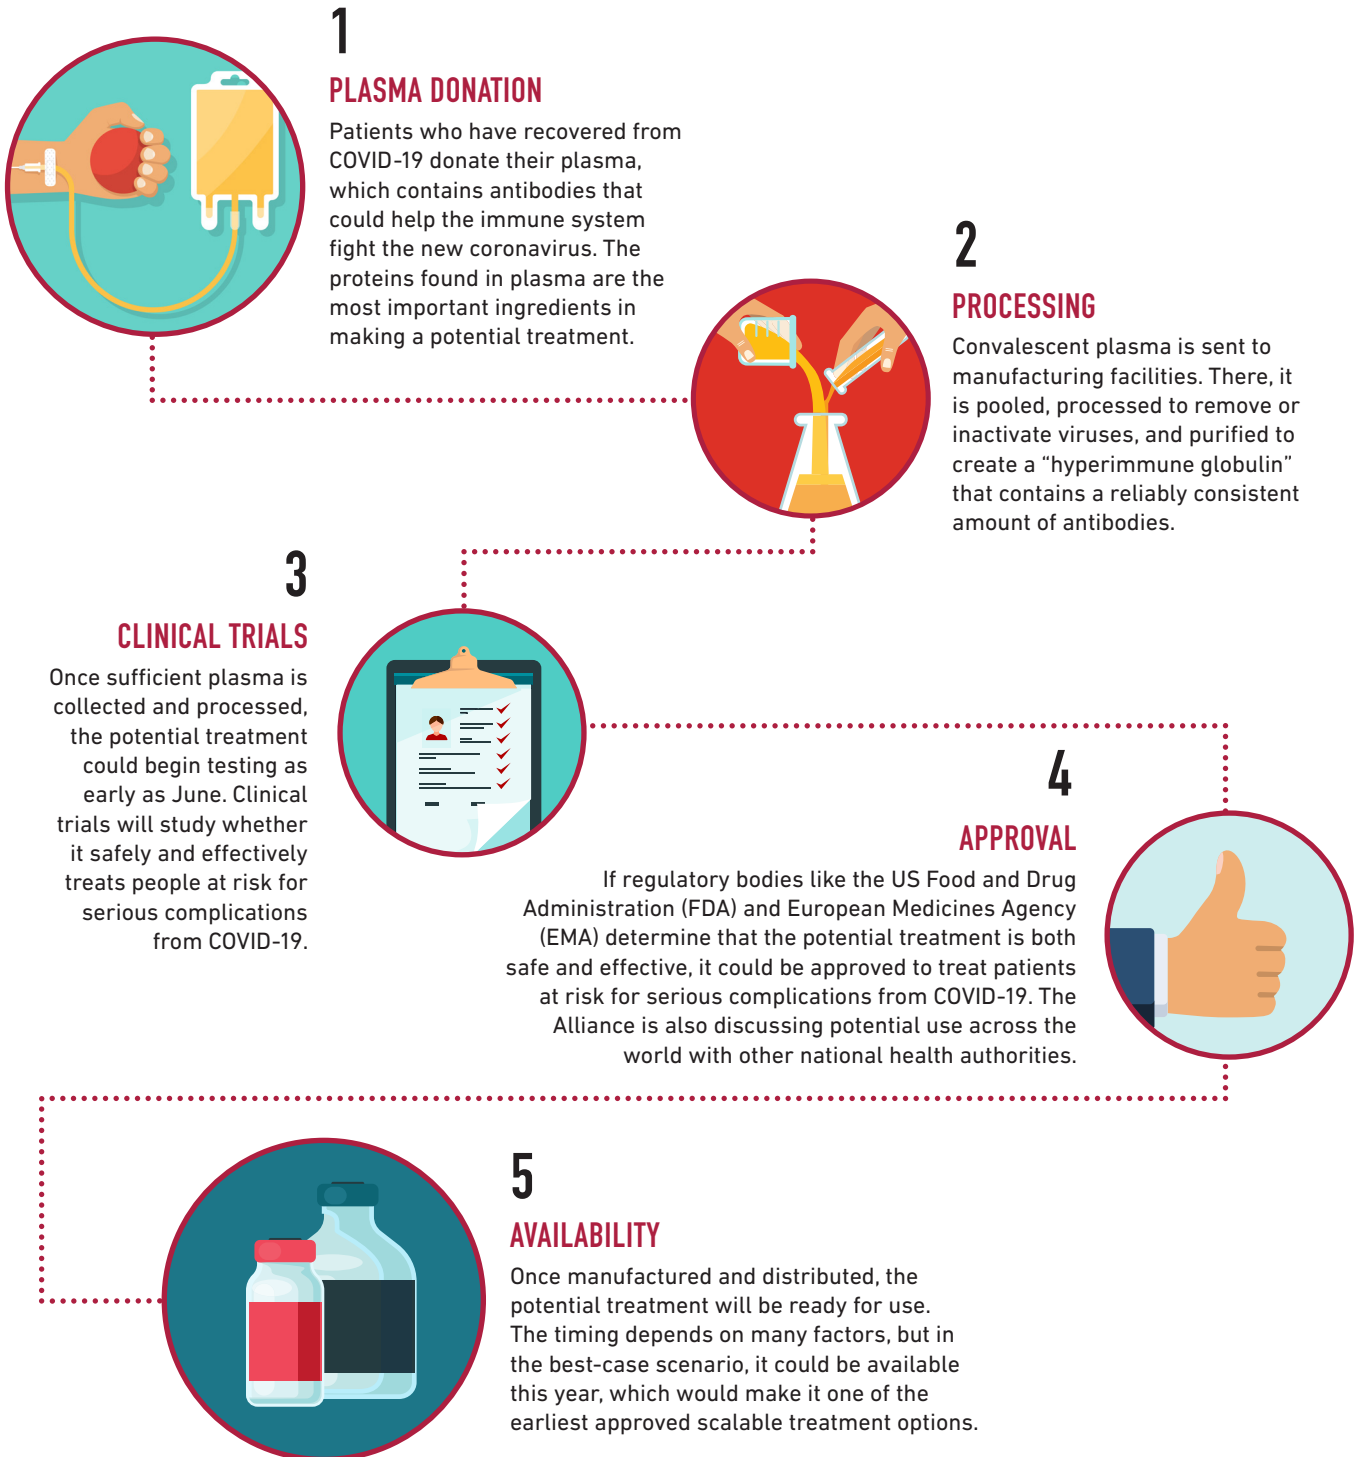 1
PLASMA DONATION
Patients who have recovered from
COVID-19 donate their plasma,
which contains antibodies that
could help the immune system
fight the new coronavirus. The
proteins found in plasma are the
most important ingredients in
making a potential treatment.
2
PROCESSING
Convalescent plasma is sent to
manufacturing facilities. There, it
is pooled, processed to remove or
inactivate viruses, and purified to
create a “hyperimmune globulin”
that contains a reliably consistent
amount of antibodies.
3
CLINICAL TRIALS
Once sufficient plasma is
collected and processed,
the potential treatment
could begin testing as
early as June. Clinical
trials will study whether
it safely and effectively
treats people at risk for
serious complications
from COVID-19.
4
APPROVAL
If regulatory bodies like the US Food and Drug
Administration (FDA) and European Medicines Agency
(EMA) determine that the potential treatment is both
safe and effective, it could be approved to treat patients
at risk for serious complications from COVID-19. The
Alliance is also discussing potential use across the
world with other national health authorities.
5
AVAILABILITY
Once manufactured and distributed, the
potential treatment will be ready for use.
The timing depends on many factors, but in
the best-case scenario, it could be available
this year, which would make it one of the
earliest approved scalable treatment options.